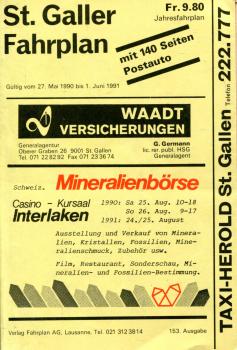 St. Galler
Fahrplan
Fr. 9.80
Jahresfahrplan
mit 140 Seiten
Postauto
Gültig vom 27. Mai 1990 bis 1. Juni 1991
WAADT
VERSICHERUNGEN
Generalagentur
Oberer Graben 26 9001 St. Gallen
Tel. 071 22 82 92 Fax 071 23 36 74
G. Germann
lic. rer. publ. HSG
Generalagent
Schweiz. Mineralienbörse
Casino - Kursaal
Interlaken
1990: Sa 25. Aug. 10-18
So 26. Aug. 9-17
1991: 24./25. August
Ausstellung und Verkauf von Minera-
lien, Kristallen, Fossilien, Mine-
ralienschmuck, Zubehör usw.
Film, Restaurant, Sonderschau, Mi-
neralien- und Fossilien-Bestimmung.
Verlag Fahrplan AG, Lausanne, Tel. 021 312 38 14
153. Ausgabe
TAXI-HEROLD St. Gallen Telefon 222.777